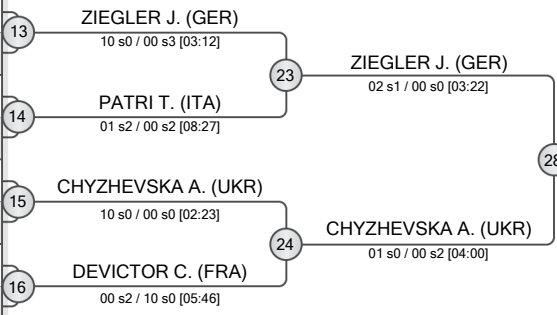 13
ZIEGLER J. (GER)
10 s0 / 00 s3 [03:12]
23
ZIEGLER J. (GER)
02 s1 / 00 s0 [03:22]
14
PATRI T. (ITA)
01 s2 / 00 s2 [08:27]
28
15
CHYZHEVSKA A. (UKR)
10 s0 / 00 s0 [02:23]
24
CHYZHEVSKA A. (UKR)
01 s0 / 00 s2 [04:00]
16
DEVICTOR C. (FRA)
00 s2 / 10 s0 [05:46]